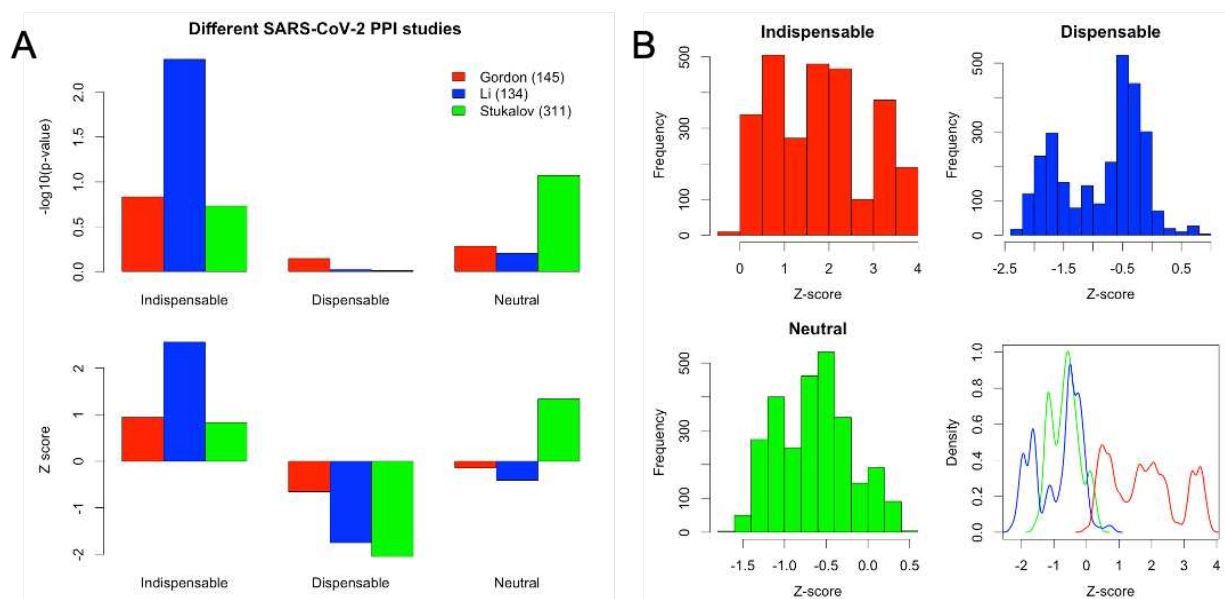 A
Different SARS-CoV-2 PPI studies
Gordon (145)
Li (134)
Stukalov (311)
-log10(p-value)
2.0
1.5
1.0
0.5
0.0
Indispensable Dispensable Neutral
Z score
2
1
0
-1
-2
Indispensable Dispensable Neutral
B
Indispensable
Frequency
500
300
100
0
0 1 2 3 4
Z-score
Dispensable
Frequency
500
300
100
0
-2.5 -1.5 -0.5 0.5
Z-score
Neutral
Frequency
500
300
100
0
-1.5 -1.0 -0.5 0.0 0.5
Z-score
Density
1.0
0.8
0.6
0.4
0.2
0.0
-2 -1 0 1 2 3 4
Z-score